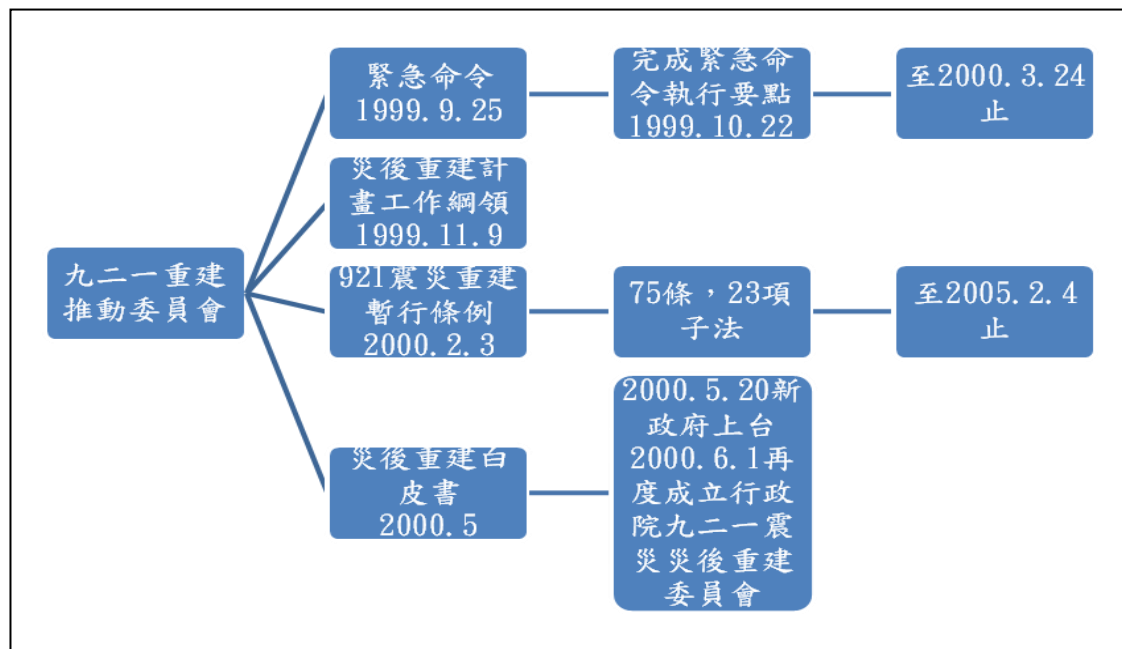 九二一重建
推動委員會
緊急命令
1999.9.25
完成緊急命
令執行要點
1999.10.22
至2000.3.24
止
災後重建計
畫工作綱領
1999.11.9
921震災重建
暫行條例
2000.2.3
75條，23項
子法
至2005.2.4
止
災後重建白
皮書
2000.5
2000.5.20新
政府上台
2000.6.1再
度成立行政
院九二一震
災災後重建
委員會